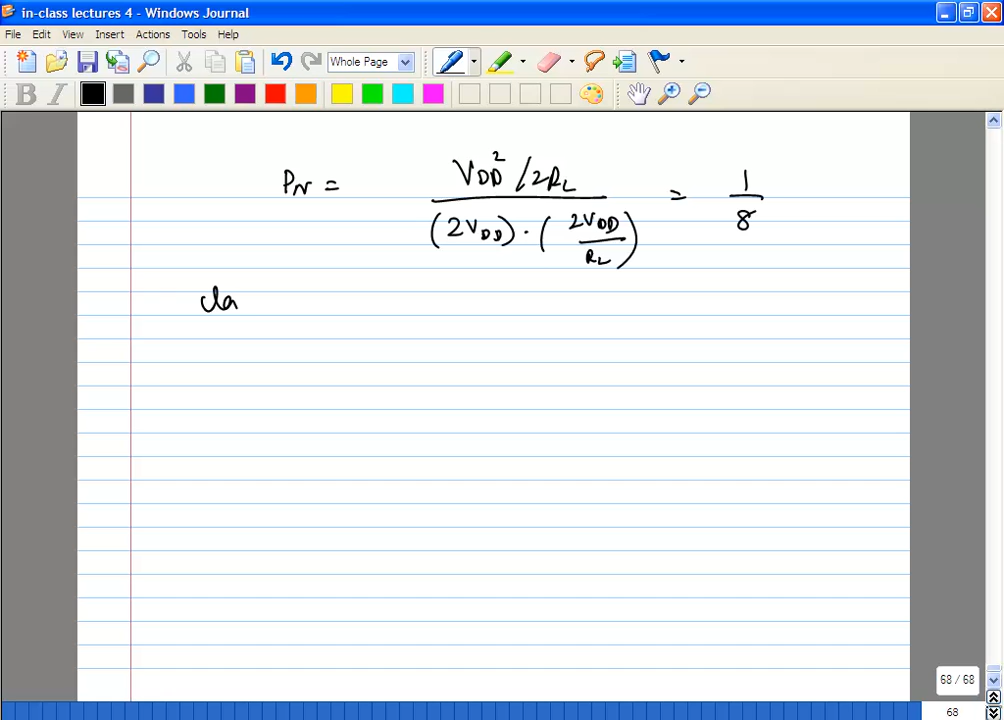 in-class lectures 4 - Windows Journal
File Edit View Insert Actions Tools Help
Whole Page
B I
PN = (VDD² / 2RL) / ((2VDD) · (2VDD / RL)) = 1/8
cla
68 / 68
68